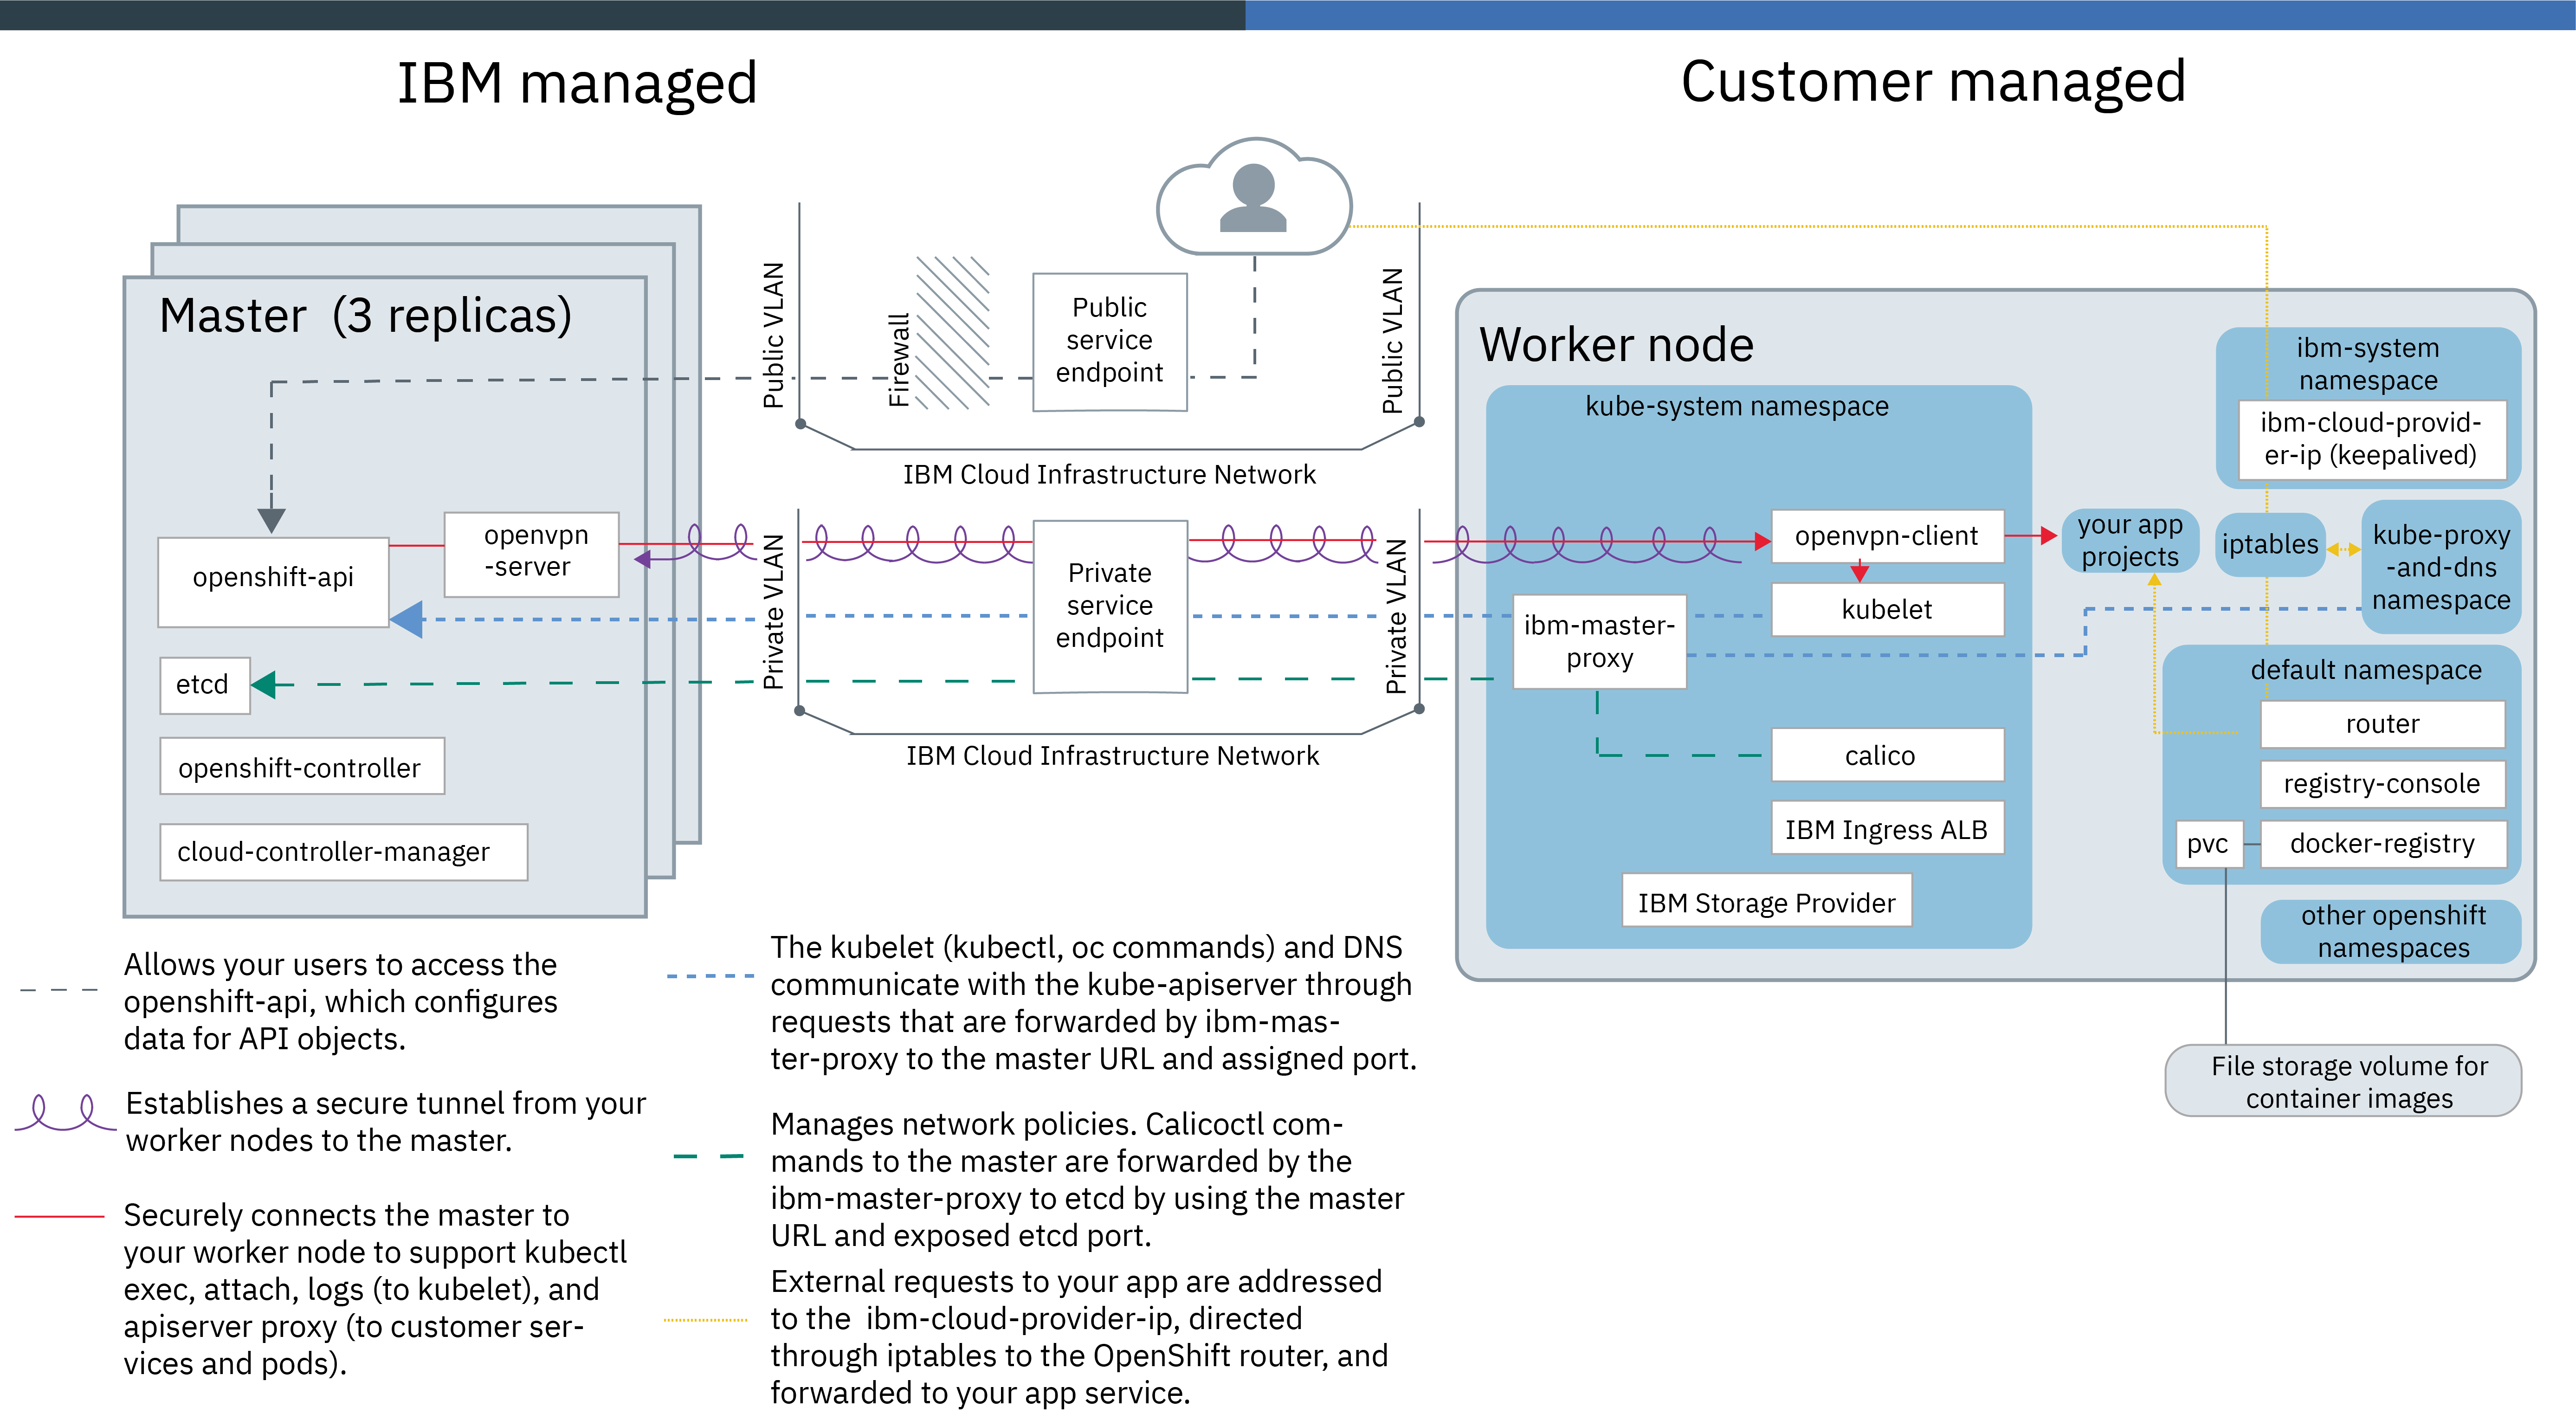 IBM managed
Customer managed
Master (3 replicas)
openshift-api
openvpn
-server
etcd
openshift-controller
cloud-controller-manager
Public VLAN
Firewall
Public
service
endpoint
Public VLAN
IBM Cloud Infrastructure Network
Private VLAN
Private
service
endpoint
Private VLAN
IBM Cloud Infrastructure Network
Worker node
kube-system namespace
openvpn-client
kubelet
ibm-master-
proxy
calico
IBM Ingress ALB
IBM Storage Provider
your app
projects
ibm-system
namespace
ibm-cloud-provid-
er-ip (keepalived)
iptables
kube-proxy
-and-dns
namespace
default namespace
router
registry-console
pvc
docker-registry
other openshift
namespaces
File storage volume for
container images
Allows your users to access the
openshift-api, which configures
data for API objects.
Establishes a secure tunnel from your
worker nodes to the master.
Securely connects the master to
your worker node to support kubectl
exec, attach, logs (to kubelet), and
apiserver proxy (to customer ser-
vices and pods).
The kubelet (kubectl, oc commands) and DNS
communicate with the kube-apiserver through
requests that are forwarded by ibm-mas-
ter-proxy to the master URL and assigned port.
Manages network policies. Calicoctl com-
mands to the master are forwarded by the
ibm-master-proxy to etcd by using the master
URL and exposed etcd port.
External requests to your app are addressed
to the ibm-cloud-provider-ip, directed
through iptables to the OpenShift router, and
forwarded to your app service.